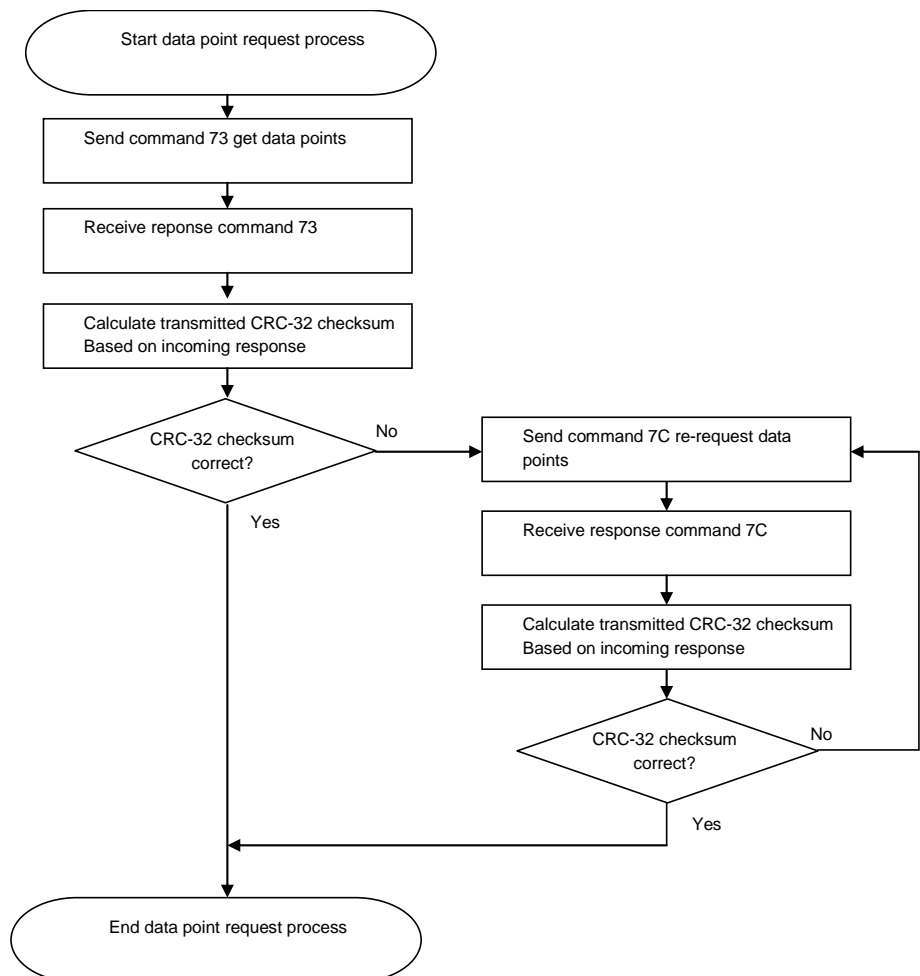 Start data point request process
Send command 73 get data points
Receive reponse command 73
Calculate transmitted CRC-32 checksum
Based on incoming response
CRC-32 checksum
correct?
No
Yes
Send command 7C re-request data
points
Receive response command 7C
Calculate transmitted CRC-32 checksum
Based on incoming response
CRC-32 checksum
correct?
No
Yes
End data point request process